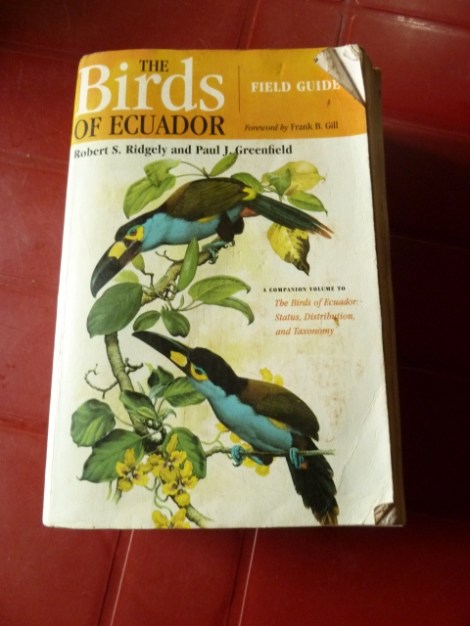 THE
Birds
OF ECUADOR
FIELD GUIDE
Foreword by Frank B. Gill
Robert S. Ridgely and Paul J. Greenfield
A COMPANION VOLUME TO
The Birds of Ecuador:
Status, Distribution,
and Taxonomy